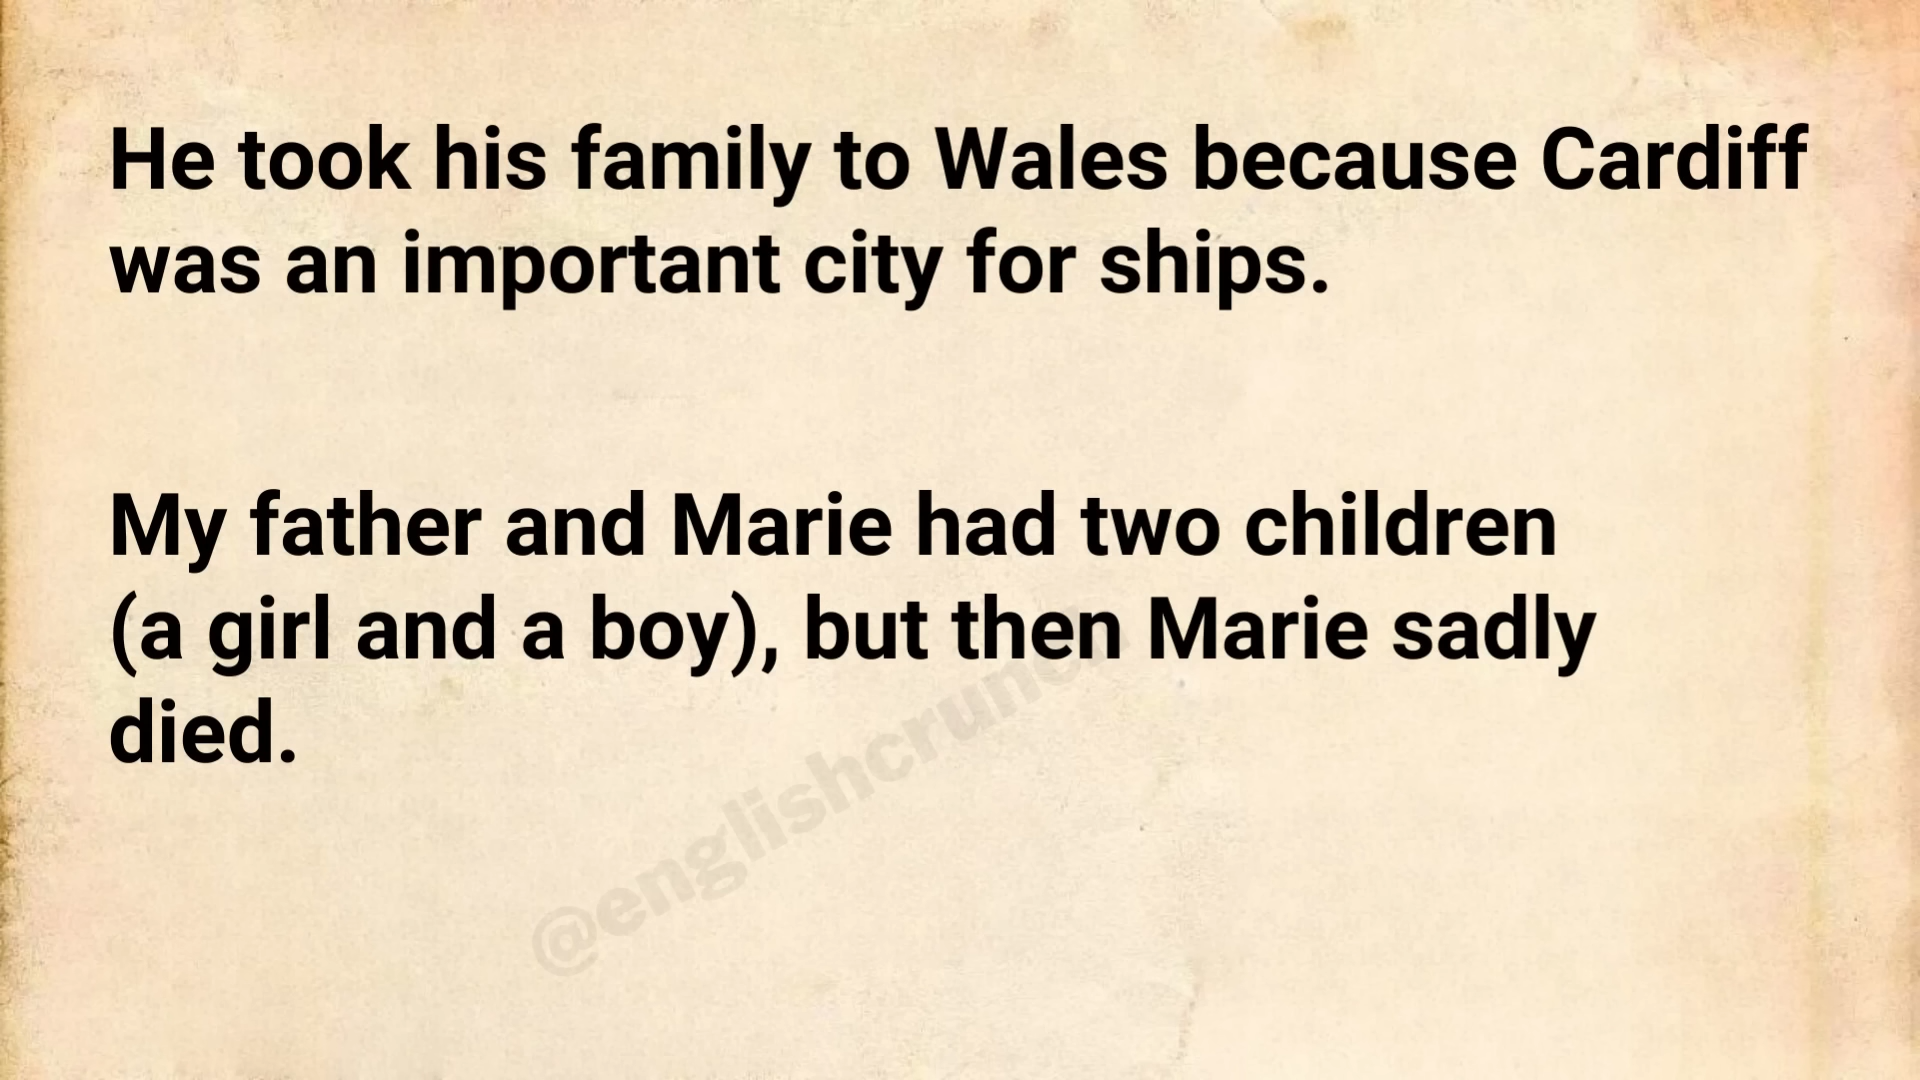 He took his family to Wales because Cardiff
was an important city for ships.
My father and Marie had two children
(a girl and a boy), but then Marie sadly
died.
@englishcrunch